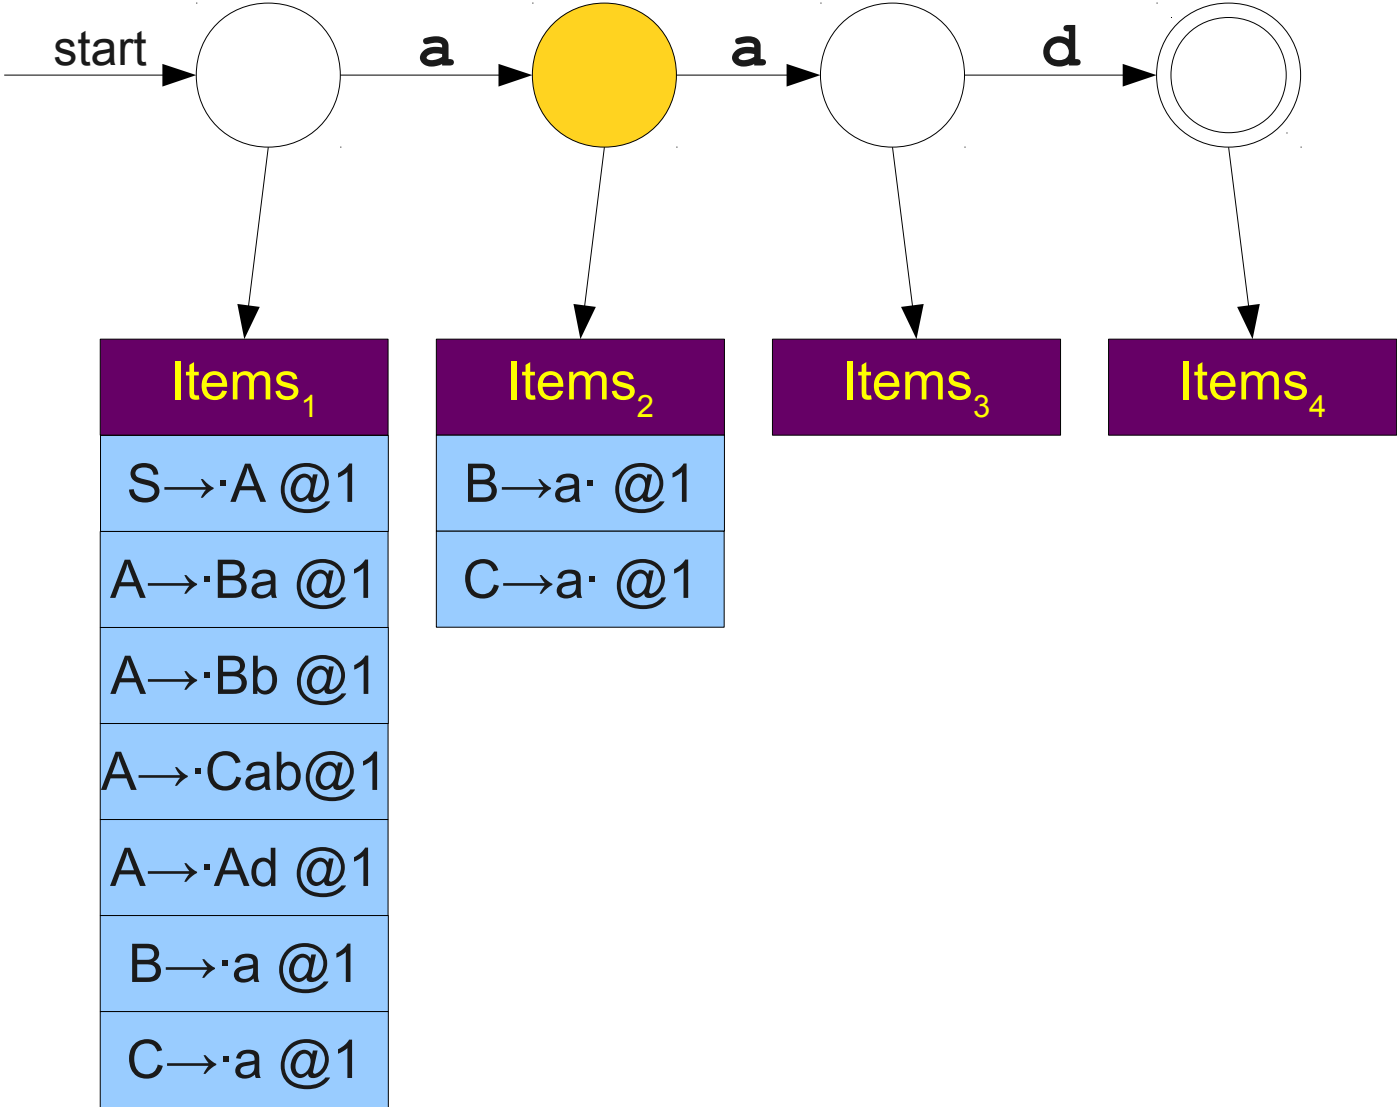 start a a d
Items1 Items2 Items3 Items4
S→·A @1 B→a· @1
A→·Ba @1 C→a· @1
A→·Bb @1
A→·Cab@1
A→·Ad @1
B→·a @1
C→·a @1